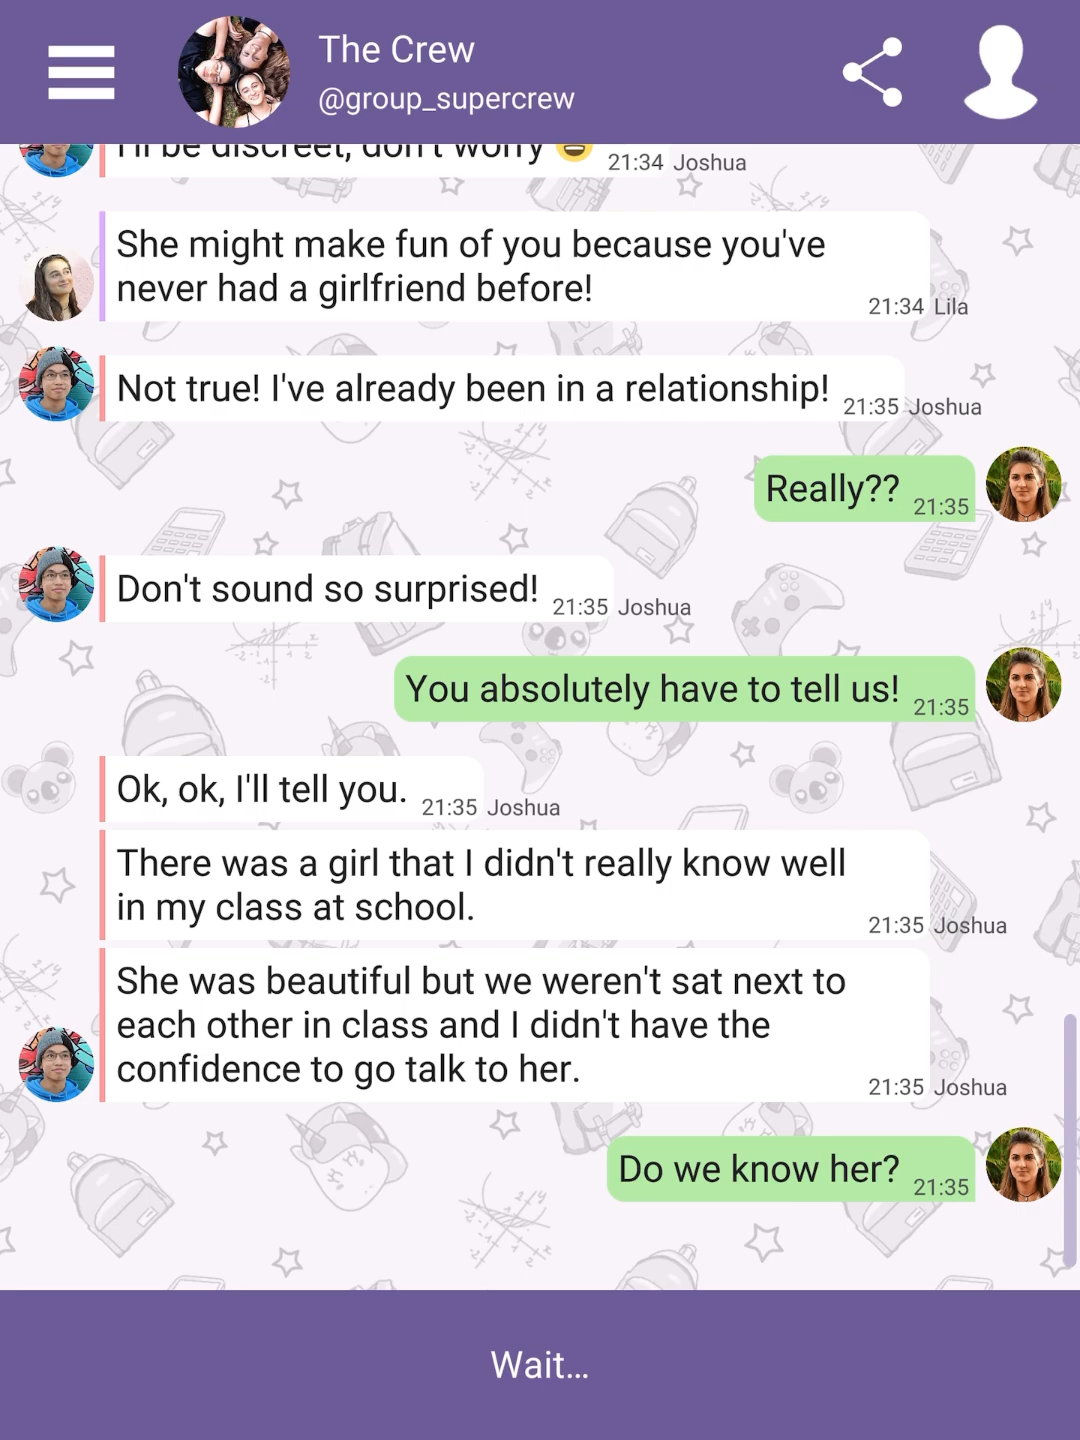 The Crew
@group_supercrew
I'll be discreet, don't worry 😀 21:34 Joshua
She might make fun of you because you've
never had a girlfriend before!
21:34 Lila
Not true! I've already been in a relationship! 21:35 Joshua
Really?? 21:35
Don't sound so surprised! 21:35 Joshua
You absolutely have to tell us! 21:35
Ok, ok, I'll tell you. 21:35 Joshua
There was a girl that I didn't really know well
in my class at school.
21:35 Joshua
She was beautiful but we weren't sat next to
each other in class and I didn't have the
confidence to go talk to her.
21:35 Joshua
Do we know her? 21:35
Wait...